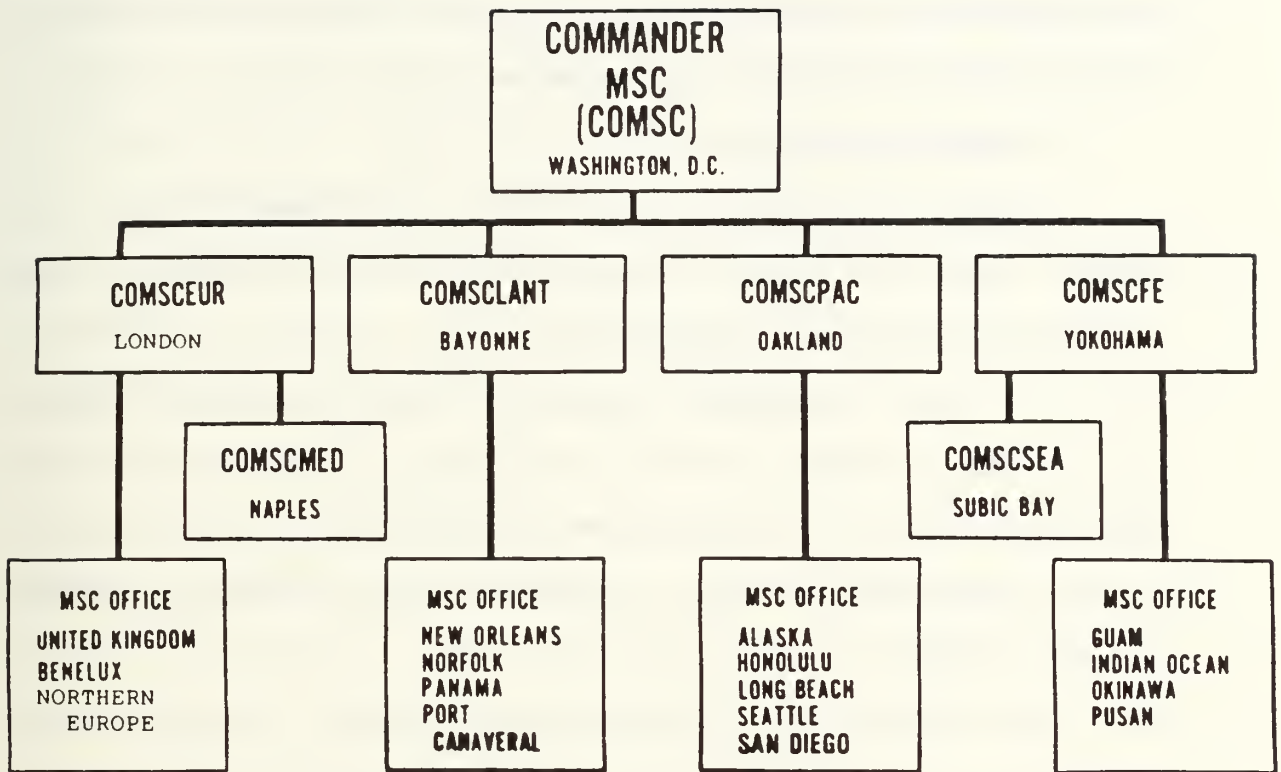 COMMANDER
MSC
(COMSC)
WASHINGTON, D.C.
COMSCEUR
LONDON
COMSCLANT
BAYONNE
COMSCPAC
OAKLAND
COMSCFE
YOKOHAMA
COMSCMED
NAPLES
COMSCSEA
SUBIC BAY
MSC OFFICE
UNITED KINGDOM
BENELUX
NORTHERN
EUROPE
MSC OFFICE
NEW ORLEANS
NORFOLK
PANAMA
PORT
CANAVERAL
MSC OFFICE
ALASKA
HONOLULU
LONG BEACH
SEATTLE
SAN DIEGO
MSC OFFICE
GUAM
INDIAN OCEAN
OKINAWA
PUSAN